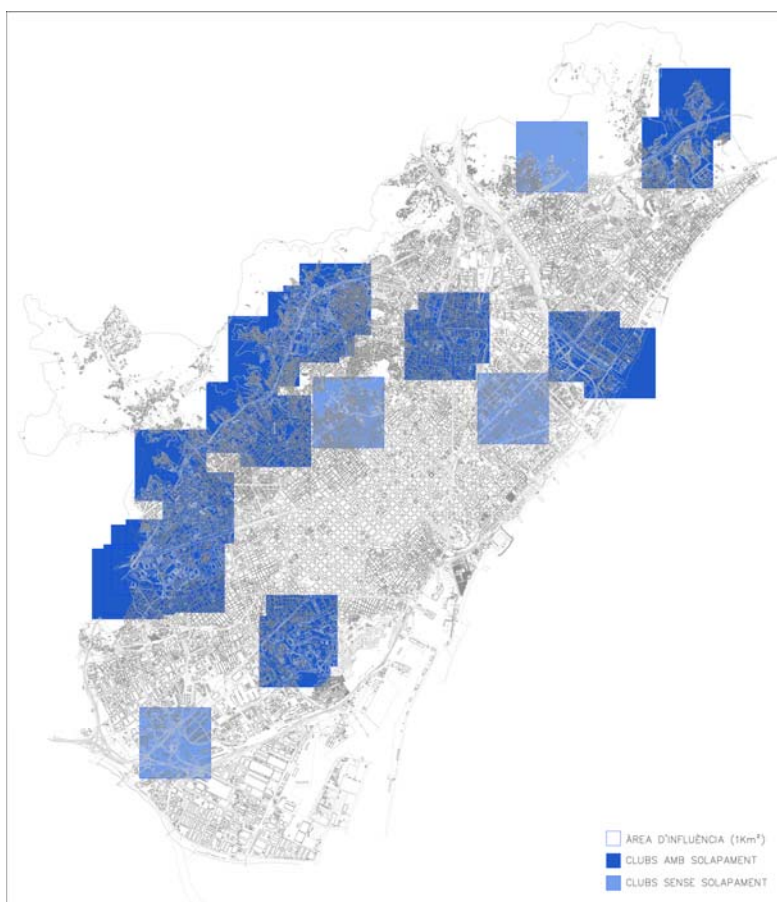 ÀREA D'INFLUÈNCIA (1Km²)
CLUBS AMB SOLAPAMENT
CLUBS SENSE SOLAPAMENT